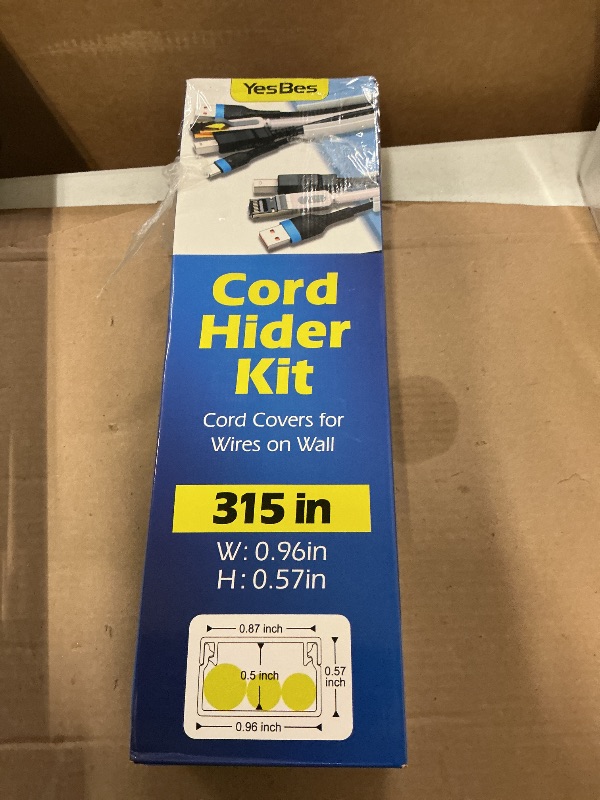 YesBes
Cord
Hider
Kit
Cord Covers for
Wires on Wall
315 in
W: 0.96in
H: 0.57in
0.87 inch
0.5 inch
0.57
inch
0.96 inch